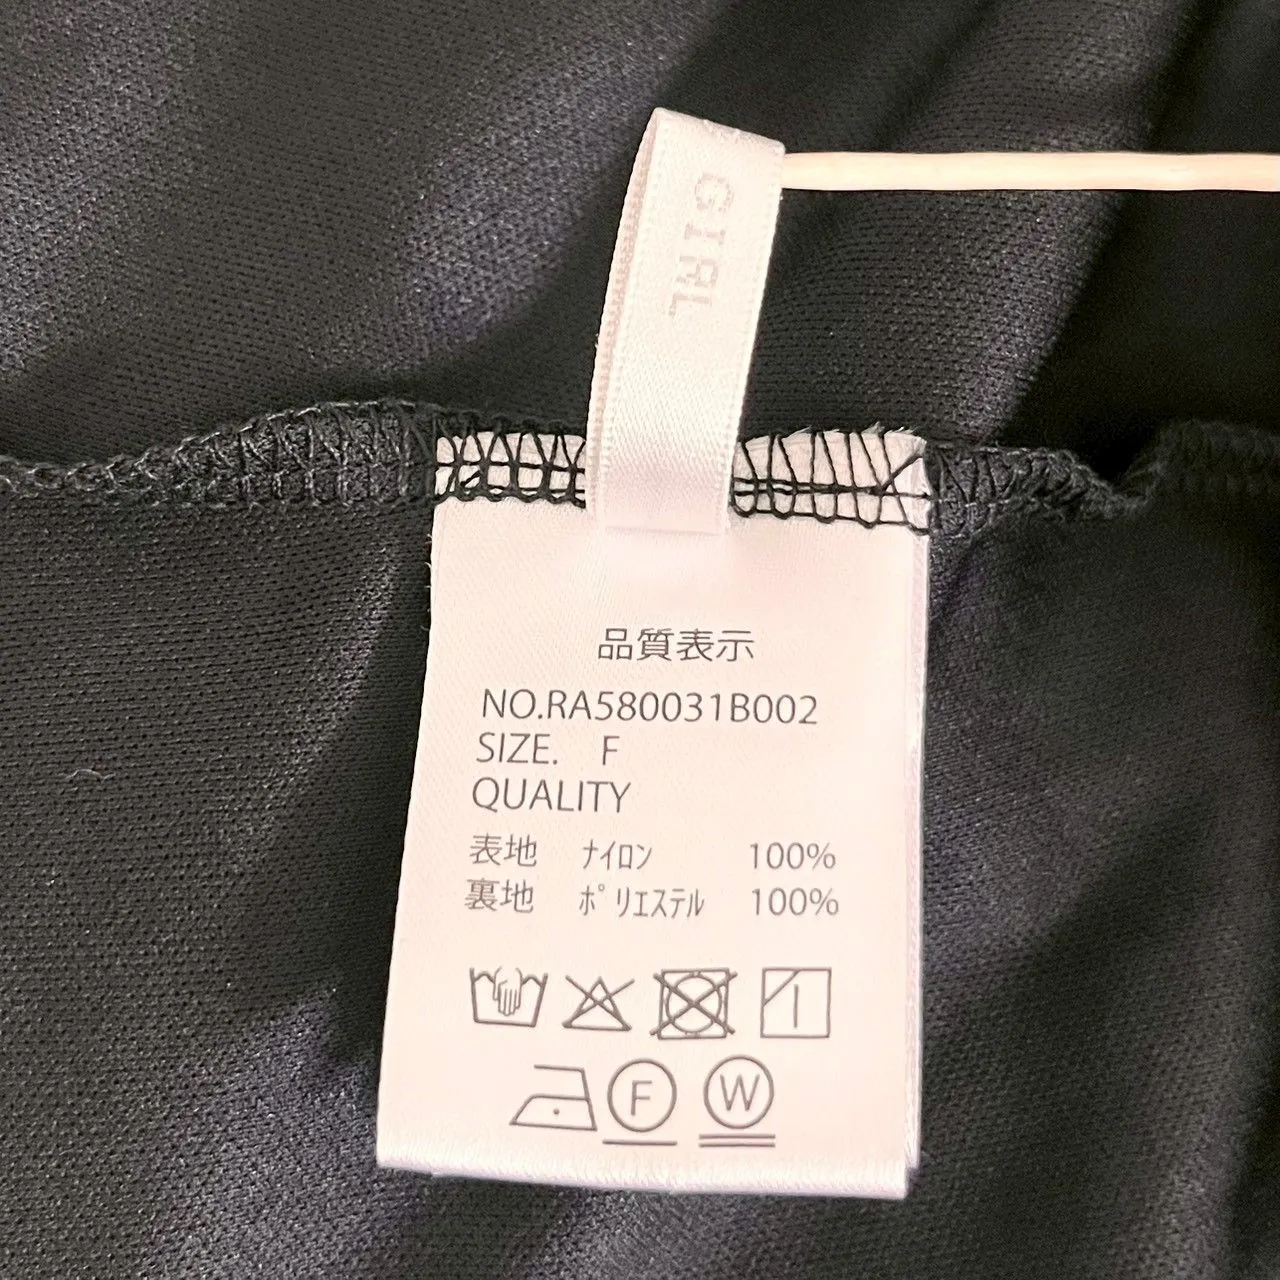 GIRL
品質表示
NO.RA580031B002
SIZE. F
QUALITY
表地 ﾅｲﾛﾝ 100%
裏地 ﾎﾟﾘｴｽﾃﾙ 100%
F W